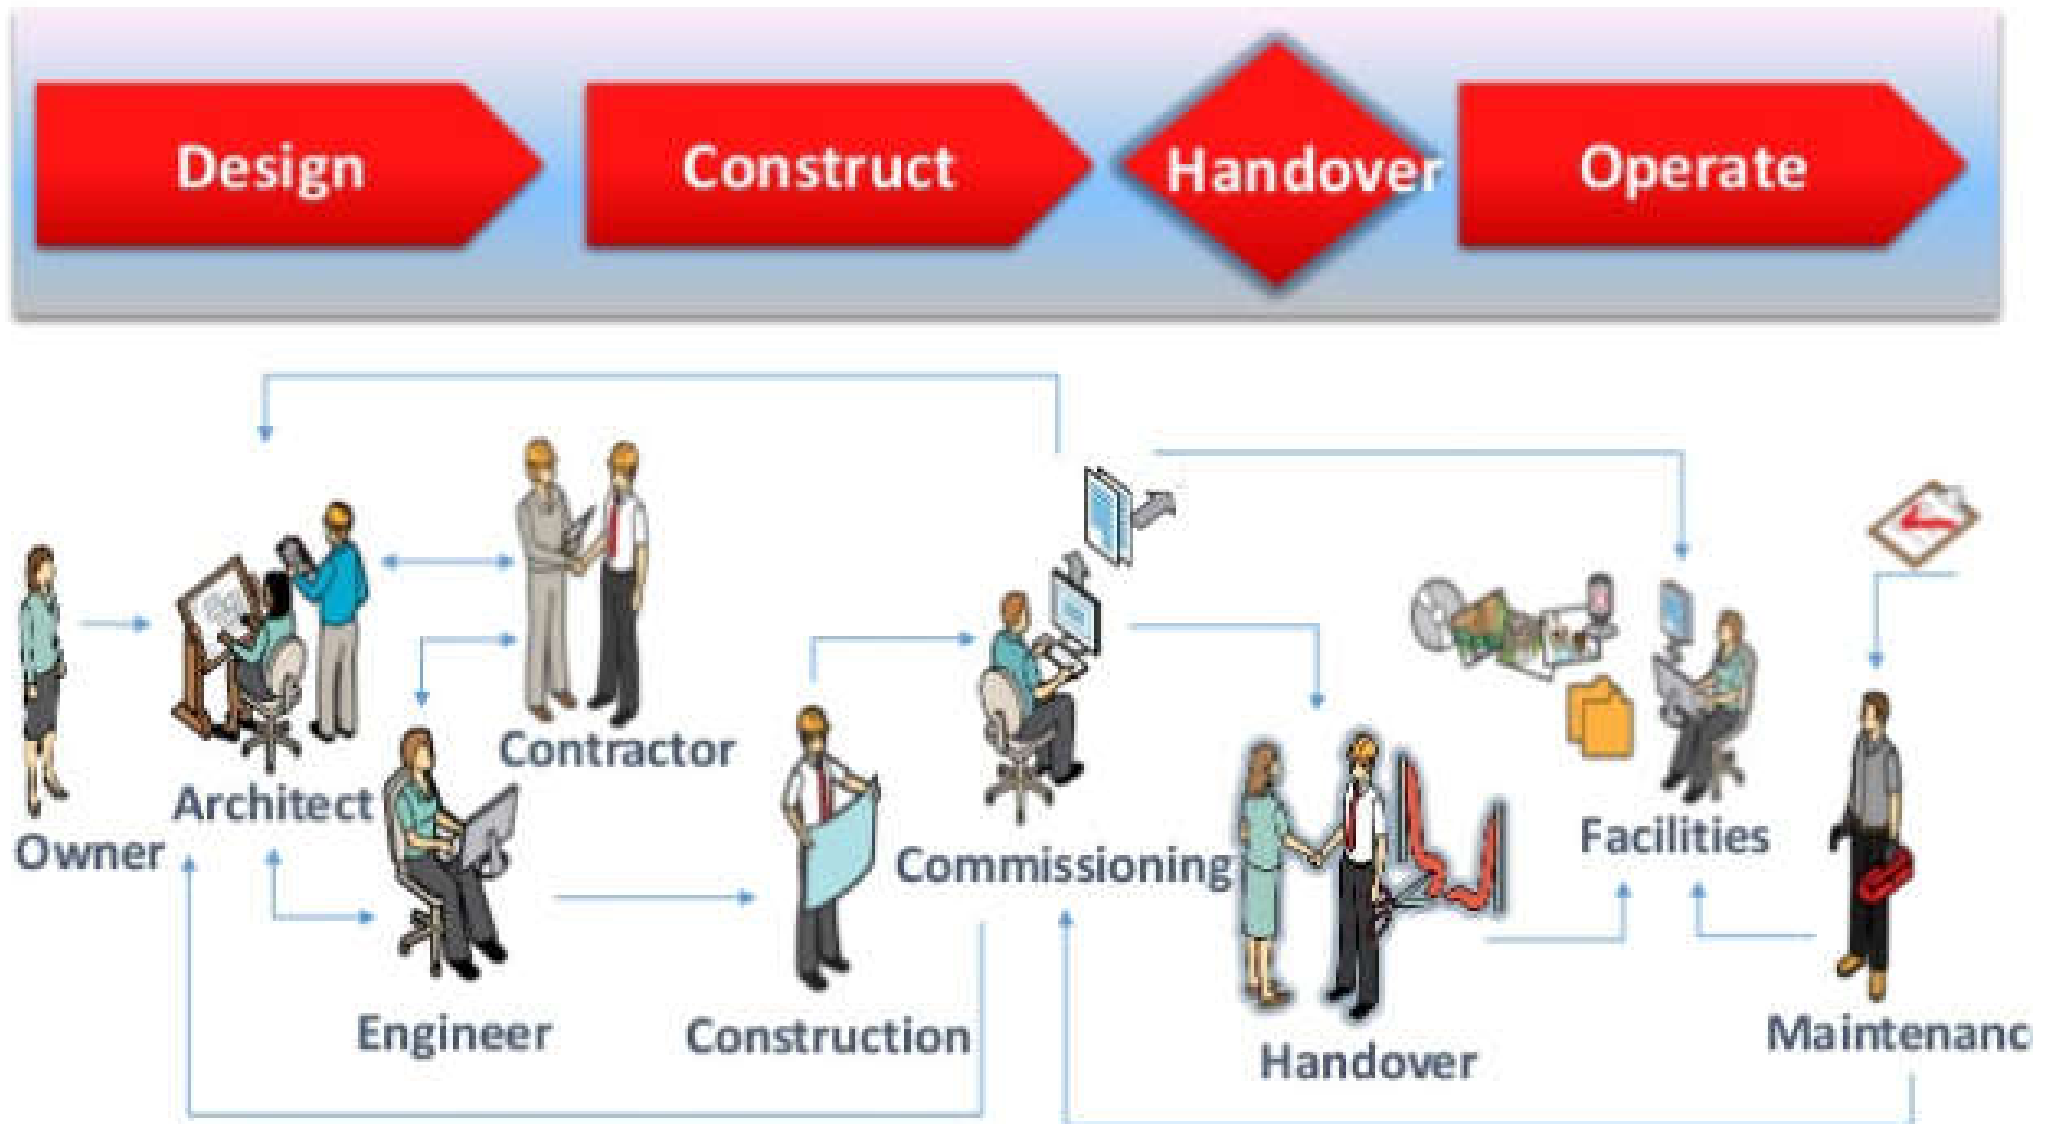 Design
Construct
Handover
Operate
Contractor
Architect
Owner
Facilities
Commissioning
Engineer
Construction
Handover
Maintenanc